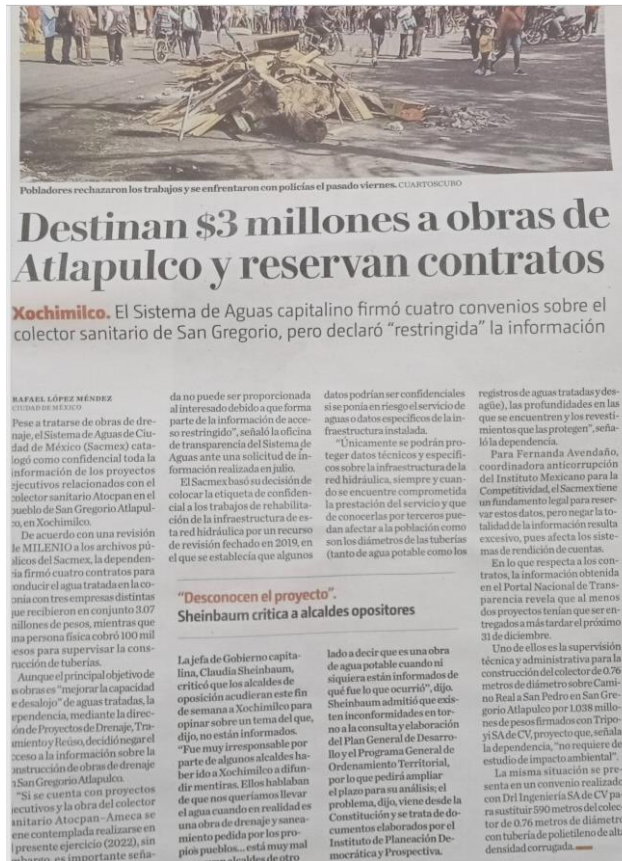 Pobladores rechazaron los trabajos y se enfrentaron con policías el pasado viernes. CUARTOSCURO
Destinan $3 millones a obras de
Atlapulco y reservan contratos
Xochimilco. El Sistema de Aguas capitalino firmó cuatro convenios sobre el
colector sanitario de San Gregorio, pero declaró “restringida” la información
RAFAEL LÓPEZ MÉNDEZ
CIUDAD DE MÉXICO
Pese a tratarse de obras de dre-
naje, el Sistema de Aguas de Ciu-
dad de México (Sacmex) cata-
logó como confidencial toda la
información de los proyectos
ejecutivos relacionados con el
colector sanitario Atocpan en el
pueblo de San Gregorio Atlapul-
co, en Xochimilco.
De acuerdo con una revisión
de MILENIO a los archivos pú-
blicos del Sacmex, la dependen-
cia firmó cuatro contratos para
conducir el agua tratada en la co-
lonia con tres empresas distintas
que recibieron en conjunto 3.07
millones de pesos, mientras que
una persona física cobró 100 mil
pesos para supervisar la cons-
trucción de tuberías.
Aunque el principal objetivo de
las obras es “mejorar la capacidad
de desalojo” de aguas tratadas, la
dependencia, mediante la direc-
ción de Proyectos de Drenaje, Tra-
tamiento y Reúso, decidió negar el
acceso a la información sobre la
construcción de obras de drenaje
en San Gregorio Atlapulco.
“Si se cuenta con proyectos
ejecutivos y la obra del colector
sanitario Atocpan-Ameca se
tiene contemplada realizarse en
el presente ejercicio (2022), sin
embargo, es importante seña-
da no puede ser proporcionada
al interesado debido a que forma
parte de la información de acce-
so restringido”, señaló la oficina
de transparencia del Sistema de
Aguas ante una solicitud de in-
formación realizada en julio.
El Sacmex basó su decisión de
colocar la etiqueta de confiden-
cial a los trabajos de rehabilita-
ción de la infraestructura de es-
ta red hidráulica por un recurso
de revisión fechado en 2019, en
el que se establecía que algunos
datos podrían ser confidenciales
si se ponía en riesgo el servicio de
aguas o datos específicos de la in-
fraestructura instalada.
“Únicamente se podrán pro-
teger datos técnicos y específi-
cos sobre la infraestructura de la
red hidráulica, siempre y cuan-
do se encuentre comprometida
la prestación del servicio y que
de conocerlas por terceros pue-
dan afectar a la población como
son los diámetros de las tuberías
(tanto de agua potable como los
registros de aguas tratadas y des-
agüe), las profundidades en las
que se encuentren y los revesti-
mientos que las protegen”, seña-
ló la dependencia.
Para Fernanda Avendaño,
coordinadora anticorrupción
del Instituto Mexicano para la
Competitividad, el Sacmex tiene
un fundamento legal para reser-
var estos datos, pero negar la to-
talidad de la información resulta
excesivo, pues afecta los siste-
mas de rendición de cuentas.
En lo que respecta a los con-
tratos, la información obtenida
en el Portal Nacional de Trans-
parencia revela que al menos
dos proyectos tenían que ser en-
tregados a más tardar el próximo
31 de diciembre.
Uno de ellos es la supervisión
técnica y administrativa para la
construcción del colector de 0.76
metros de diámetro sobre Cami-
no Real a San Pedro en San Gre-
gorio Atlapulco por 1.038 millo-
nes de pesos firmados con Tripo-
yi SA de CV, proyecto que, señala
la dependencia, “no requiere de
estudio de impacto ambiental”.
La misma situación se pre-
senta en un convenio realizado
con Drl Ingeniería SA de CV pa-
ra sustituir 590 metros del colec-
tor de 0.76 metros de diámetro
con tubería de polietileno de alta
densidad corrugada.
“Desconocen el proyecto”.
Sheinbaum critica a alcaldes opositores
La jefa de Gobierno capita-
lina, Claudia Sheinbaum,
criticó que los alcaldes de
oposición acudieran este fin
de semana a Xochimilco para
opinar sobre un tema del que,
dijo, no están informados.
“Fue muy irresponsable por
parte de algunos alcaldes ha-
ber ido a Xochimilco a difun-
dir mentiras. Ellos hablaban
de que nos queríamos llevar
el agua cuando en realidad es
una obra de drenaje y sanea-
miento pedida por los pro-
pios pueblos... está muy mal
alcaldes de otro
lado a decir que es una obra
de agua potable cuando ni
siquiera están informados de
qué fue lo que ocurrió”, dijo.
Sheinbaum admitió que exis-
ten inconformidades en tor-
no a la consulta y elaboración
del Plan General de Desarro-
llo y el Programa General de
Ordenamiento Territorial,
por lo que pedirá ampliar
el plazo para su análisis; el
problema, dijo, viene desde la
Constitución y se trata de do-
cumentos elaborados por el
Instituto de Planeación De-
mocrática y Prospectiva.